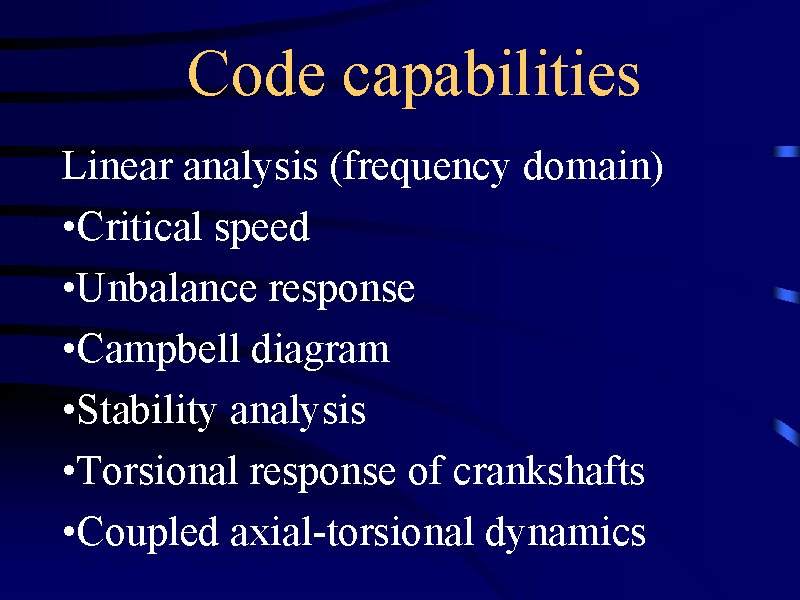 Code capabilities
Linear analysis (frequency domain)
•Critical speed
•Unbalance response
•Campbell diagram
•Stability analysis
•Torsional response of crankshafts
•Coupled axial-torsional dynamics